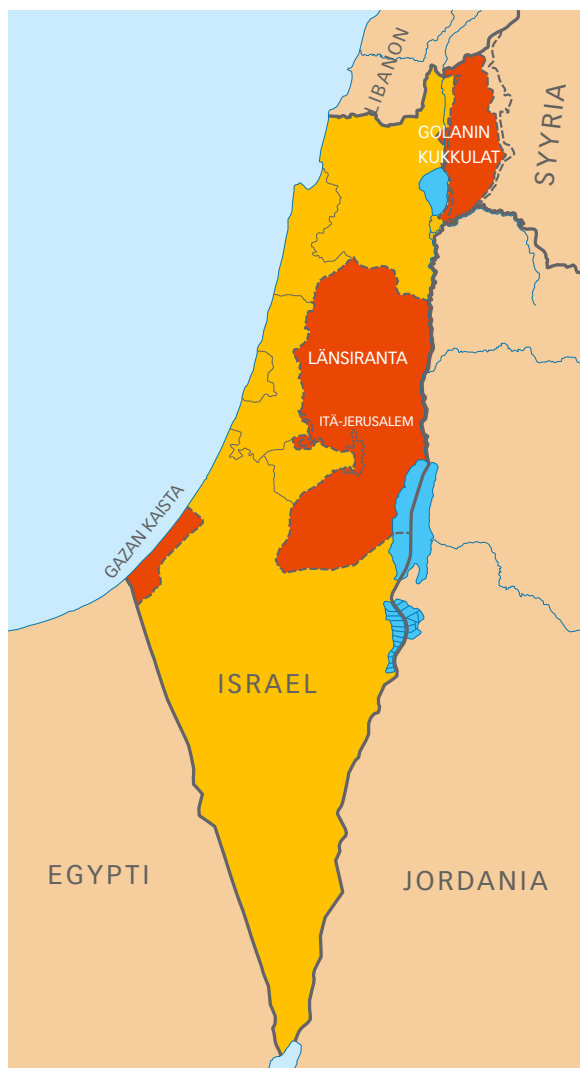 LIBANON
GOLANIN
KUKKULAT
SYYRIA
LÄNSIRANTA
ITÄ-JERUSALEM
GAZAN KAISTA
ISRAEL
EGYPTI
JORDANIA